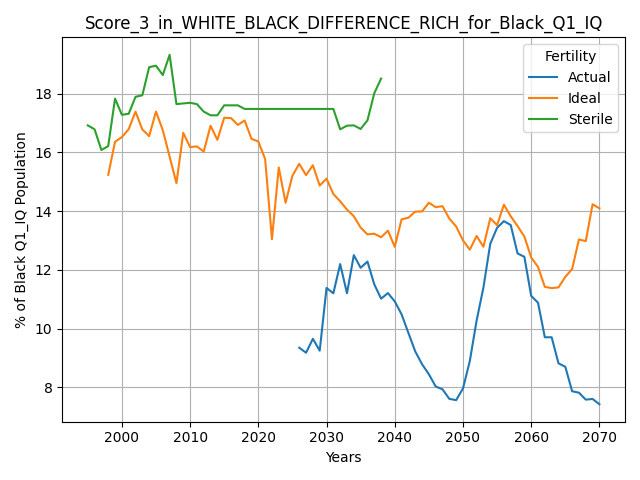 Score_3_in_WHITE_BLACK_DIFFERENCE_RICH_for_Black_Q1_IQ
Fertility
Actual
Ideal
Sterile
% of Black Q1_IQ Population
18
16
14
12
10
8
2000 2010 2020 2030 2040 2050 2060 2070
Years